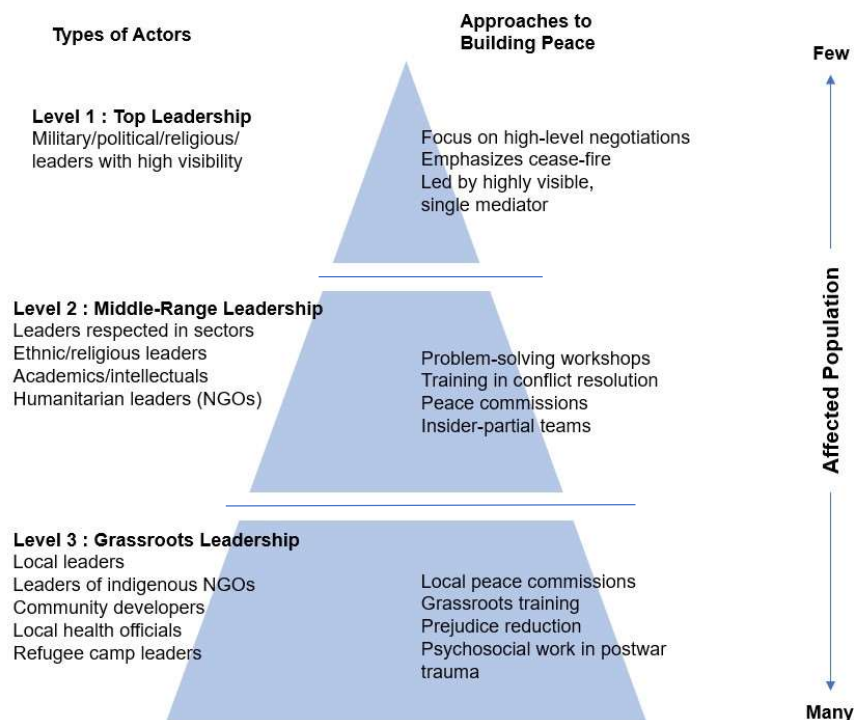 Types of Actors
Approaches to
Building Peace
Few
Level 1 : Top Leadership
Military/political/religious/
leaders with high visibility
Focus on high-level negotiations
Emphasizes cease-fire
Led by highly visible,
single mediator
Level 2 : Middle-Range Leadership
Leaders respected in sectors
Ethnic/religious leaders
Academics/intellectuals
Humanitarian leaders (NGOs)
Problem-solving workshops
Training in conflict resolution
Peace commissions
Insider-partial teams
Affected Population
Level 3 : Grassroots Leadership
Local leaders
Leaders of indigenous NGOs
Community developers
Local health officials
Refugee camp leaders
Local peace commissions
Grassroots training
Prejudice reduction
Psychosocial work in postwar
trauma
Many